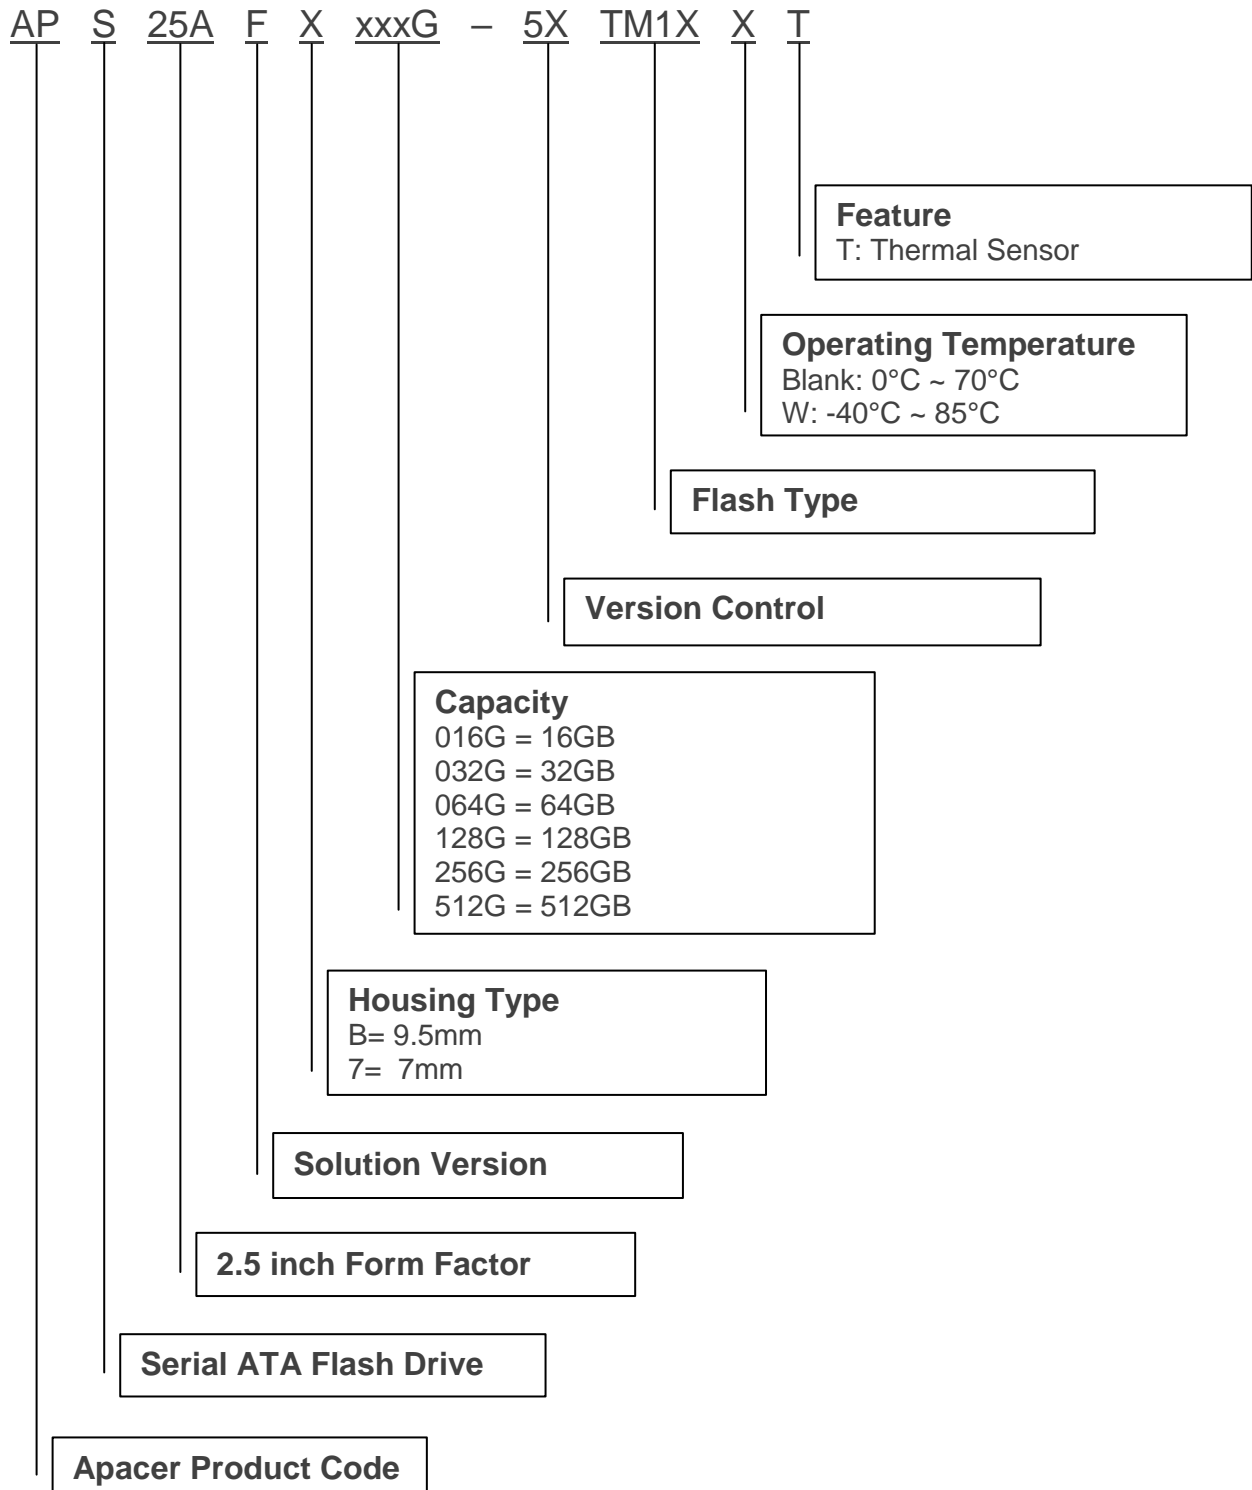 AP S 25A F X xxxG – 5X TM1X X T
Feature
T: Thermal Sensor
Operating Temperature
Blank: 0°C ~ 70°C
W: -40°C ~ 85°C
Flash Type
Version Control
Capacity
016G = 16GB
032G = 32GB
064G = 64GB
128G = 128GB
256G = 256GB
512G = 512GB
Housing Type
B= 9.5mm
7= 7mm
Solution Version
2.5 inch Form Factor
Serial ATA Flash Drive
Apacer Product Code